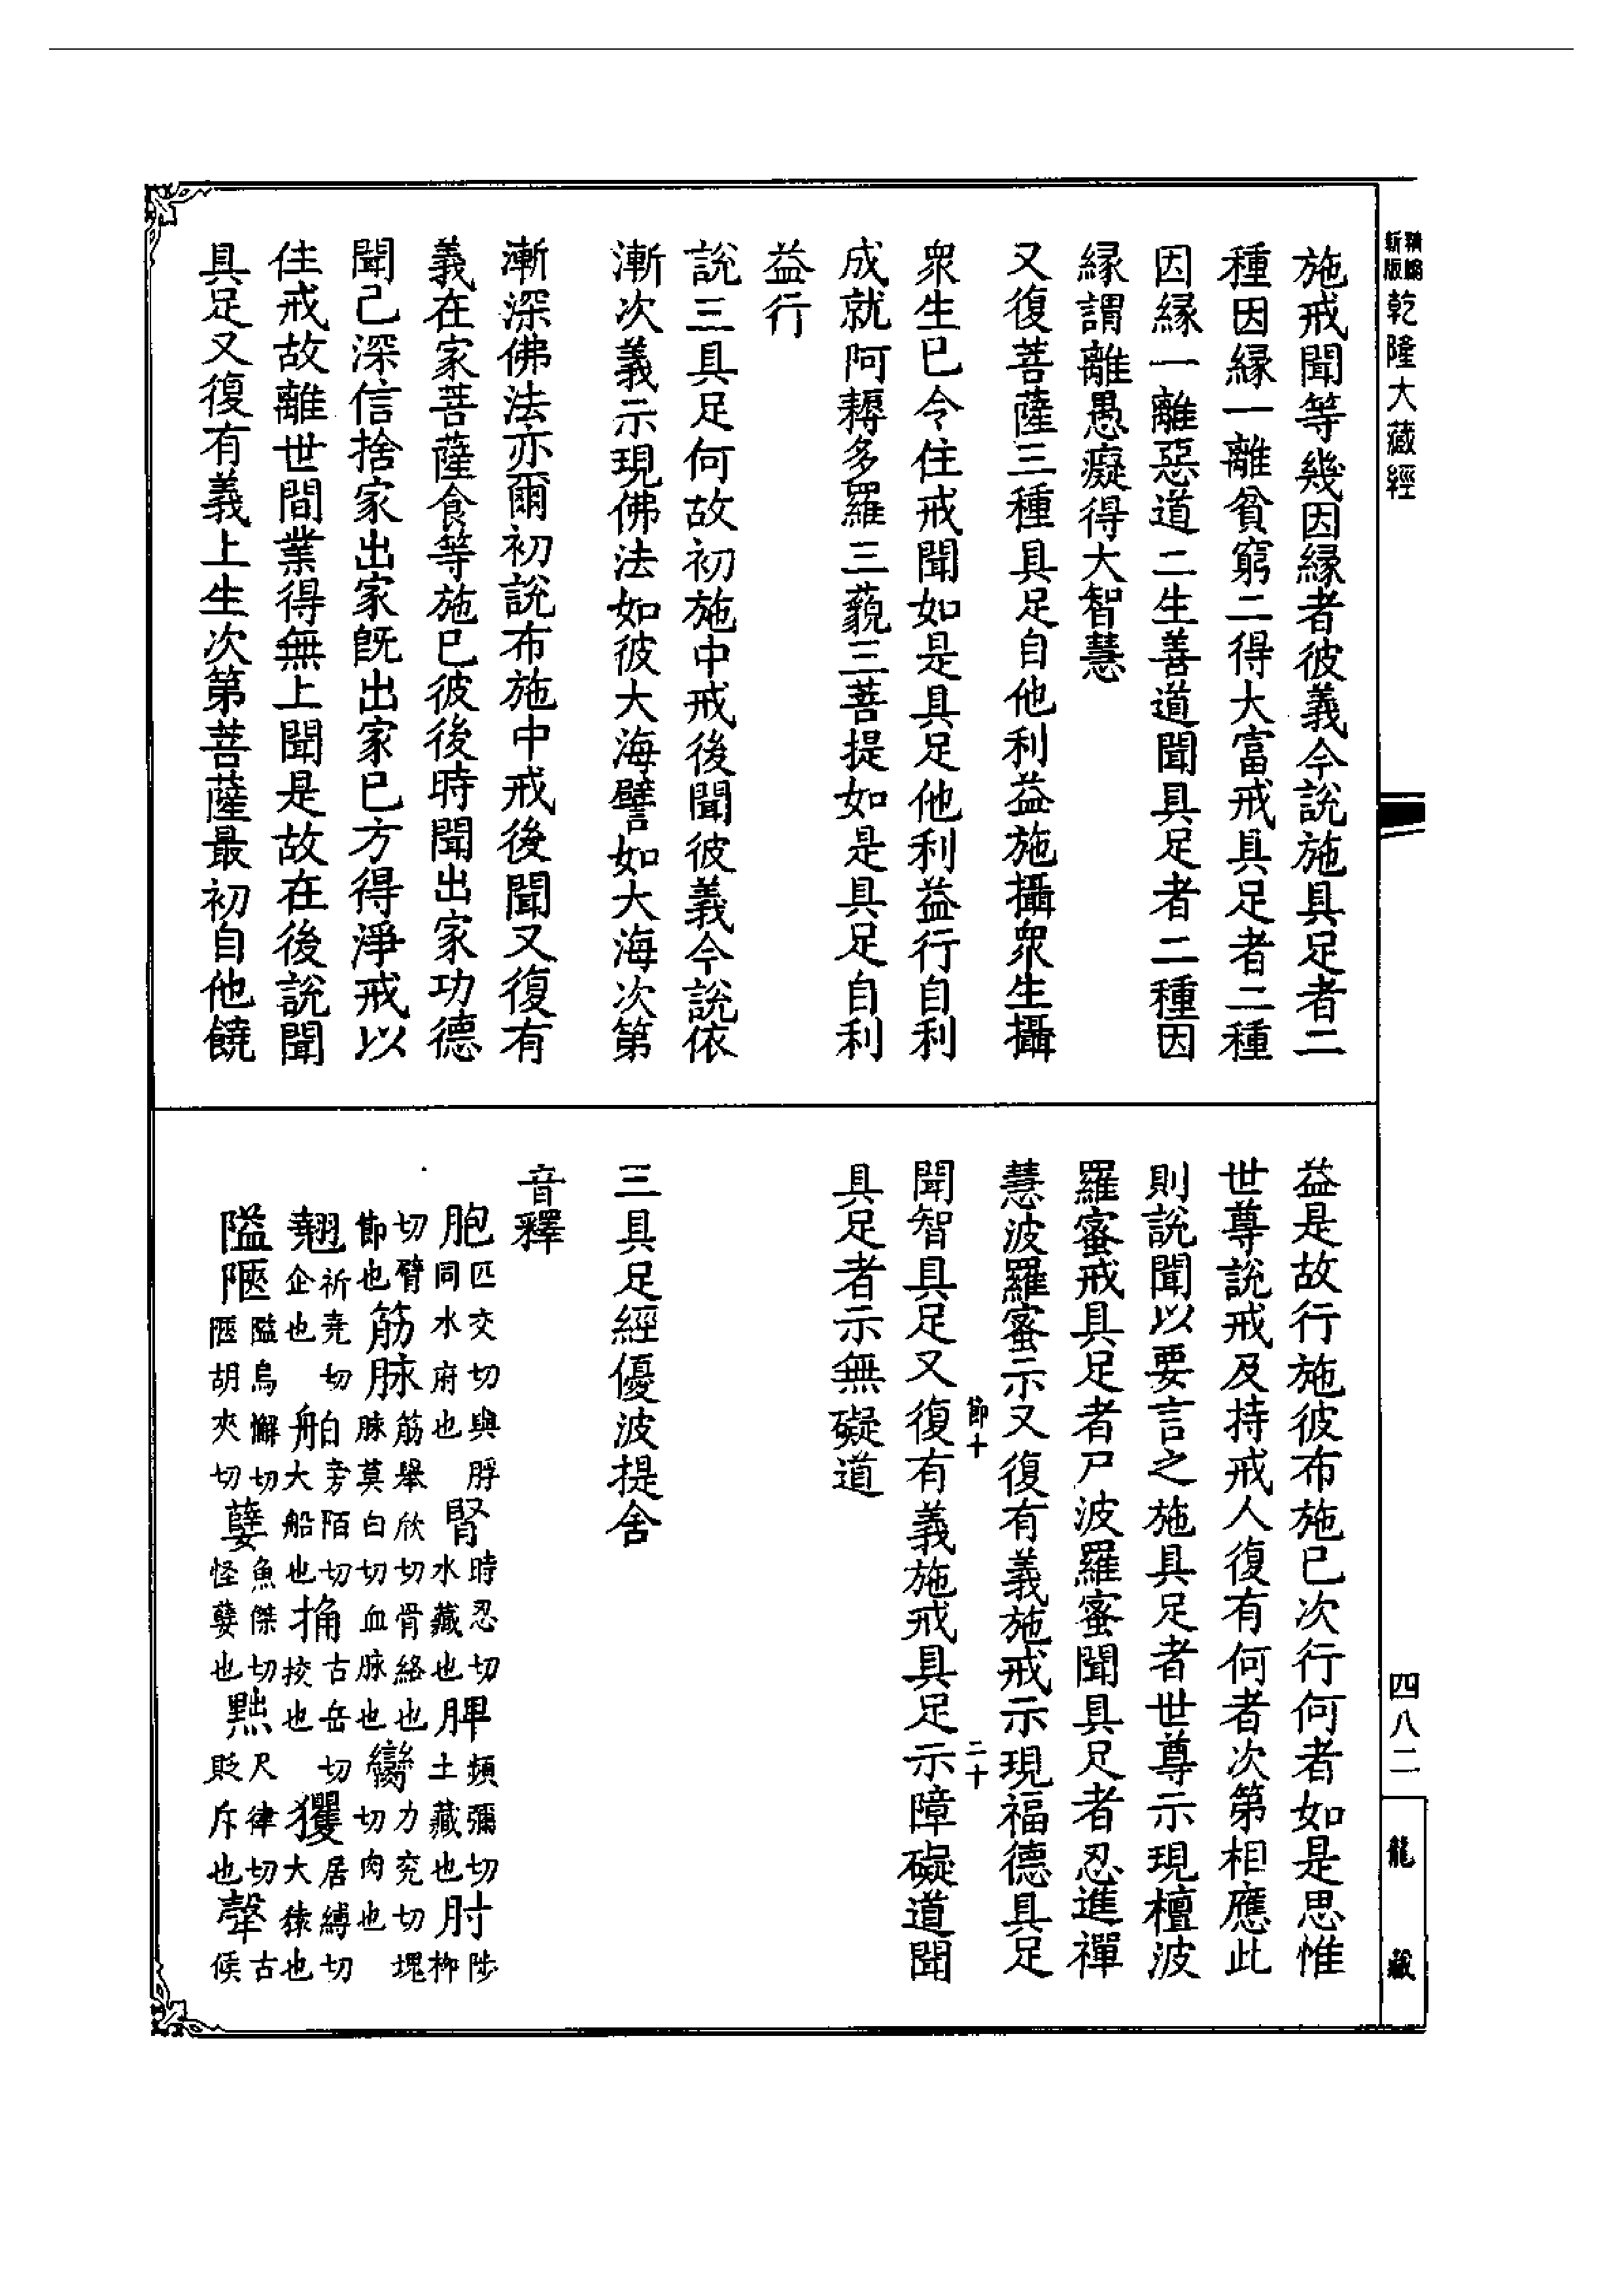 精編
新版
乾隆大藏經
施戒聞等幾因緣者彼義今說施具足者二
種因緣一離貧窮二得大富戒具足者二種
因緣一離惡道二生善道聞具足者二種因
緣謂離愚癡得大智慧
又復菩薩三種具足自他利益施攝衆生攝
衆生已令住戒聞如是具足他利益行自利
成就阿耨多羅三藐三菩提如是具足自利
益行
說三具足何故初施中戒後聞彼義今說依
漸次義示現佛法如彼大海譬如大海次第
漸深佛法亦爾初說布施中戒後聞又復有
義在家菩薩食等施已彼後時聞出家功德
聞已深信捨家出家旣出家已方得淨戒以
住戒故離世間業得無上聞是故在後說聞
具足又復有義上生次第菩薩最初自他饒
益是故行施彼布施已次行何者如是思惟
世尊說戒及持戒人復有何者次第相應此
則說聞以要言之施具足者世尊示現檀波
羅蜜戒具足者尸波羅蜜聞具足者忍進禪
慧波羅蜜示又復有義施戒示現福德具足
節十
二十
聞智具足又復有義施戒具足示障礙道聞
具足者示無礙道
三具足經優波提舍
音釋
胞匹交切與脬同水府也腎時忍切水藏也脾頻彌切土藏也肘陟柳
切臂節也筋脉筋舉欣切骨絡也脉莫白切血脉也臠力兖切塊切肉也
翹祈堯切企也舶白旁陌切大船也捔古岳切挍也玃居縛切大猿也
隘陿隘烏懈切陿胡夾切孽魚傑切怪孽也黜尺律切貶斥也㲉古候
四八二
龍藏